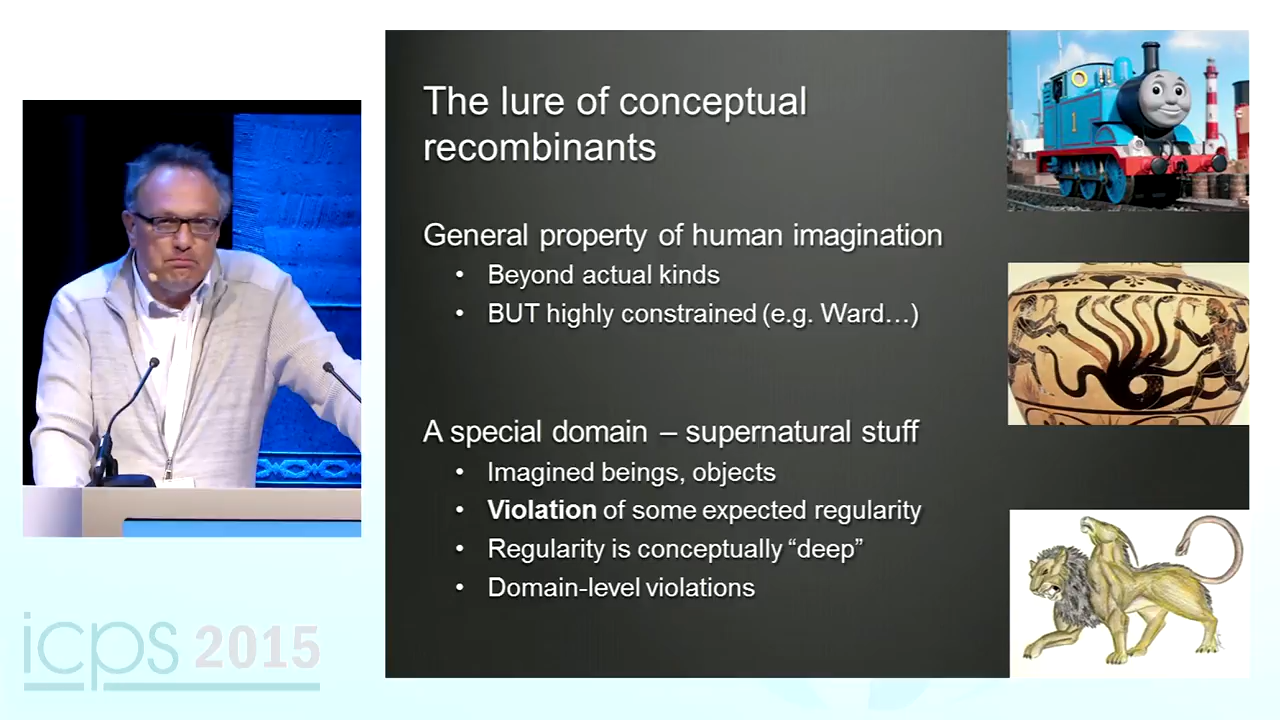 The lure of conceptual
recombinants
General property of human imagination
• Beyond actual kinds
• BUT highly constrained (e.g. Ward…)
A special domain – supernatural stuff
• Imagined beings, objects
• Violation of some expected regularity
• Regularity is conceptually “deep”
• Domain-level violations
1
icps 2015